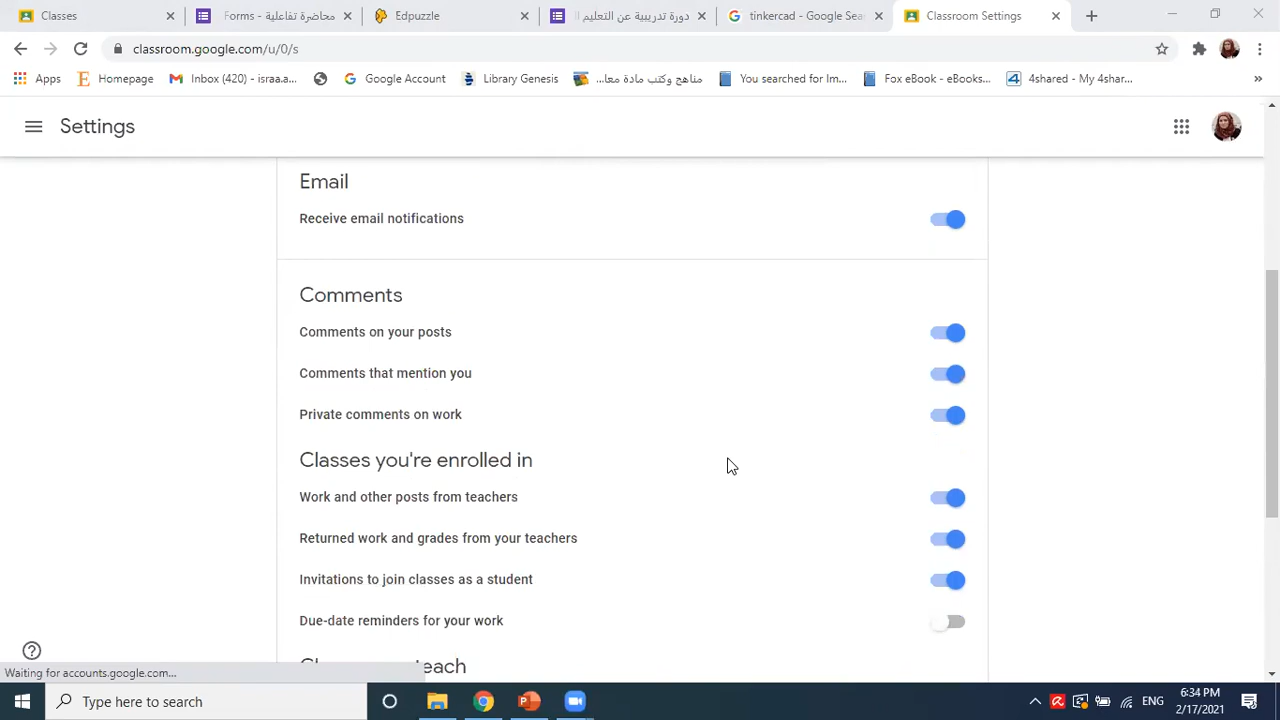 Classes
Forms - محاضرة تفاعلية
Edpuzzle
دورة تدريبية عن التعليم ال
tinkercad - Google Sea
Classroom Settings
classroom.google.com/u/0/s
Apps
Homepage
Inbox (420) - israa.a...
Google Account
Library Genesis
مناهج وكتب مادة معا...
You searched for Im...
Fox eBook - eBooks...
4shared - My 4shar...
»
Settings
Email
Receive email notifications
Comments
Comments on your posts
Comments that mention you
Private comments on work
Classes you're enrolled in
Work and other posts from teachers
Returned work and grades from your teachers
Invitations to join classes as a student
Due-date reminders for your work
teach
Waiting for accounts.google.com...
Type here to search
ENG
6:34 PM
2/17/2021